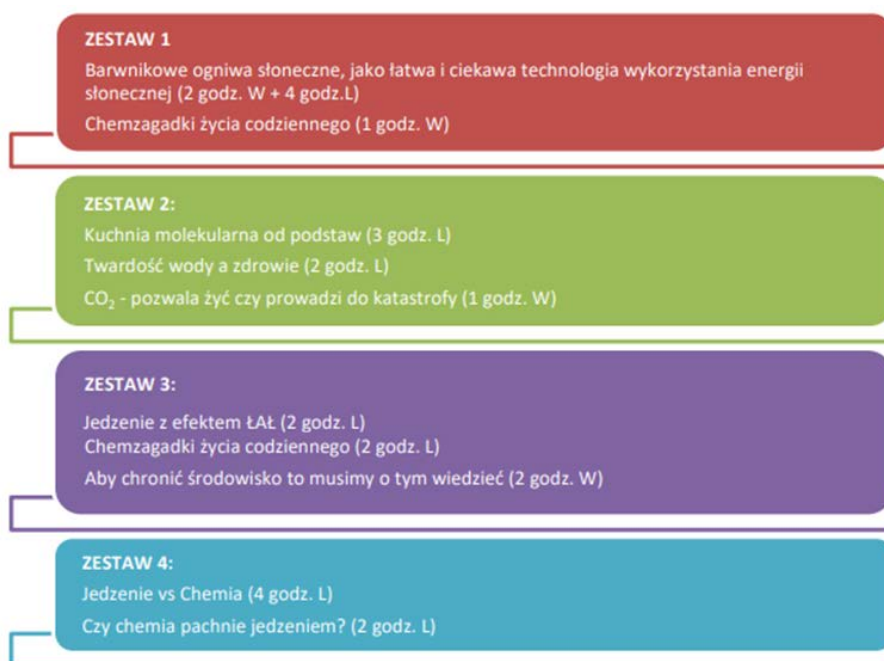 ZESTAW 1
Barwnikowe ogniwa słoneczne, jako łatwa i ciekawa technologia wykorzystania energii
słonecznej (2 godz. W + 4 godz.L)
Chemzagadki życia codziennego (1 godz. W)
ZESTAW 2:
Kuchnia molekularna od podstaw (3 godz. L)
Twardość wody a zdrowie (2 godz. L)
CO₂ - pozwala żyć czy prowadzi do katastrofy (1 godz. W)
ZESTAW 3:
Jedzenie z efektem ŁAŁ (2 godz. L)
Chemzagadki życia codziennego (2 godz. L)
Aby chronić środowisko to musimy o tym wiedzieć (2 godz. W)
ZESTAW 4:
Jedzenie vs Chemia (4 godz. L)
Czy chemia pachnie jedzeniem? (2 godz. L)